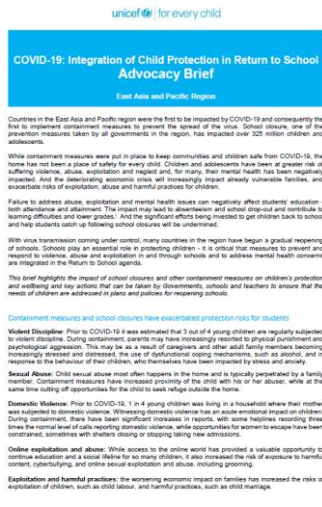 unicef for every child
COVID-19: Integration of Child Protection in Return to School
Advocacy Brief
East Asia and Pacific Region
Countries in the East Asia and Pacific region were the first to be impacted by COVID-19 and consequently the
first to implement containment measures to prevent the spread of the virus. School closure, one of the
prevention measures taken by all governments in the region, has impacted over 325 million children and
adolescents.
While containment measures were put in place to keep communities and children safe from COVID-19, the
home has not been a place of safety for every child. Children and adolescents have been at greater risk of
suffering violence, abuse, exploitation and neglect and, for many, their mental health has been negatively
impacted. And the deteriorating economic crisis will increasingly impact already vulnerable families, and
exacerbate risks of exploitation, abuse and harmful practices for children.
Failure to address abuse, exploitation and mental health issues can negatively affect students' education -
both attendance and attainment. The impact may lead to absenteeism and school drop-out and contribute to
learning difficulties and lower grades. And the significant efforts being invested to get children back to school
and help students catch up following school closures will be undermined.
With virus transmission coming under control, many countries in the region have begun a gradual reopening
of schools. Schools play an essential role in protecting children - it is critical that measures to prevent and
respond to violence, abuse and exploitation in and through schools and to address mental health concerns
are integrated in the Return to School agenda.
This brief highlights the impact of school closures and other containment measures on children's protection
and wellbeing and key actions that can be taken by Governments, schools and teachers to ensure that the
needs of children are addressed in plans and policies for reopening schools.
Containment measures and school closures have exacerbated protection risks for students
Violent Discipline: Prior to COVID-19 it was estimated that 3 out of 4 young children are regularly subjected
to violent discipline. During containment, parents may have increasingly resorted to physical punishment and
psychological aggression. This may be as a result of caregivers and other adult family members becoming
increasingly stressed and distressed, the use of dysfunctional coping mechanisms, such as alcohol, and in
response to the behaviour of their children, who themselves have been impacted by stress and anxiety.
Sexual Abuse: Child sexual abuse most often happens in the home and is typically perpetrated by a family
member. Containment measures have increased proximity of the child with his or her abuser, while at the
same time cutting off opportunities for the child to seek refuge outside the home.
Domestic Violence: Prior to COVID-19, 1 in 4 young children was living in a household where their mother
was subjected to domestic violence. Witnessing domestic violence has an acute emotional impact on children.
During containment, there have been significant increases in reports, with some helplines recording three
times the normal level of calls reporting domestic violence, while opportunities for women to escape have been
constrained, sometimes with shelters closing or stopping taking new admissions.
Online exploitation and abuse: While access to the online world has provided a valuable opportunity to
continue education and a social lifeline for so many children, it also increased the risk of exposure to harmful
content, cyberbullying, and online sexual exploitation and abuse, including grooming.
Exploitation and harmful practices: the worsening economic impact on families has increased the risks of
exploitation of children, such as child labour, and harmful practices, such as child marriage.